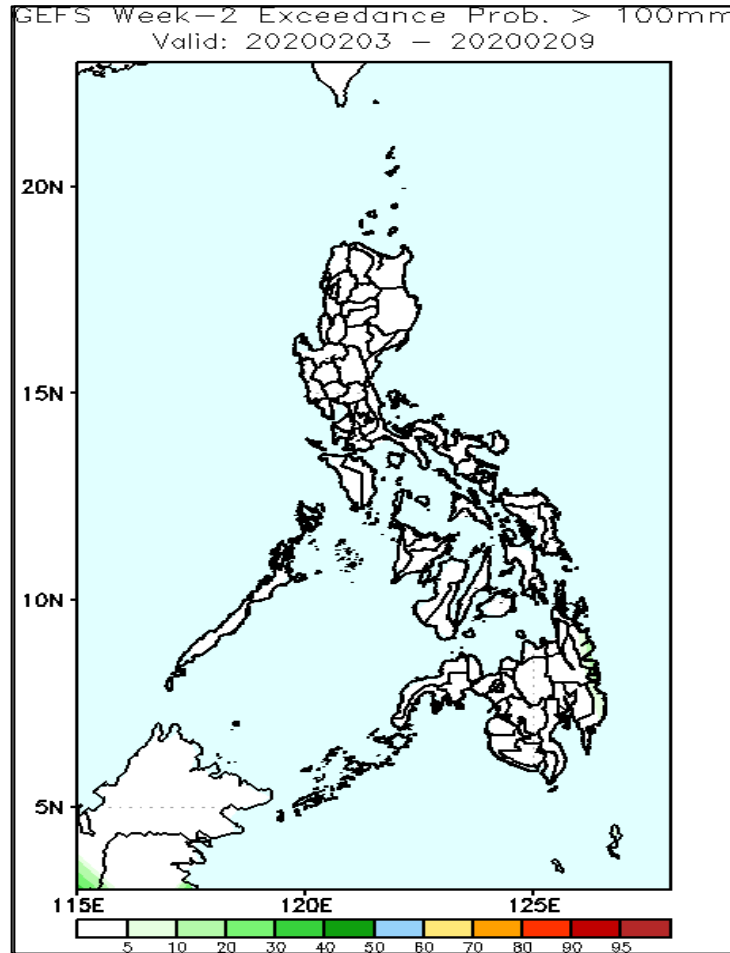 GEFS Week-2 Exceedance Prob. > 100mm
Valid: 20200203 - 20200209
20N
15N
10N
5N
115E 120E 125E
5 10 20 30 40 50 60 70 80 90 95